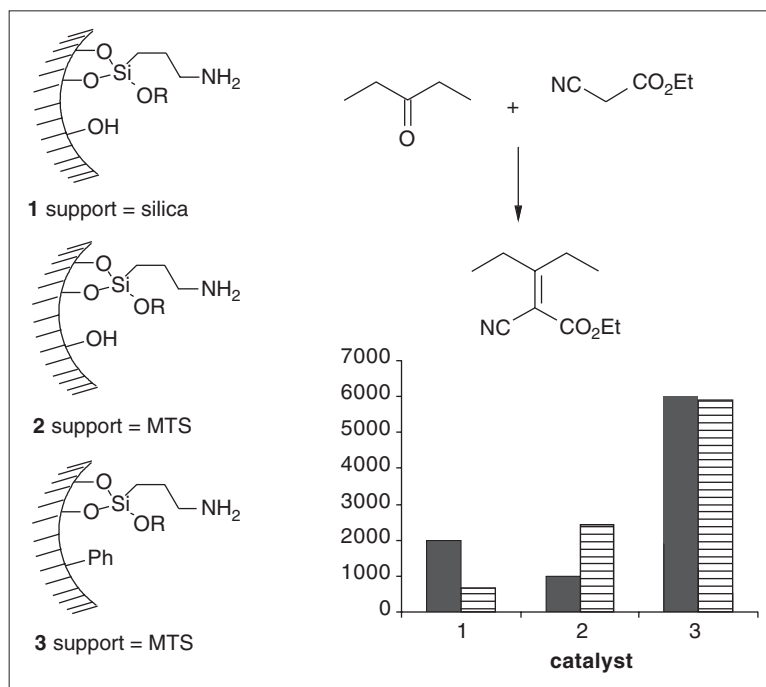 O
Si
NH2
O
OR
OH
1 support = silica
O
Si
NH2
O
OR
OH
2 support = MTS
O
Si
NH2
O
OR
Ph
3 support = MTS
O
+
NC
CO2Et
NC
CO2Et
7000
6000
5000
4000
3000
2000
1000
0
1 2 3
catalyst